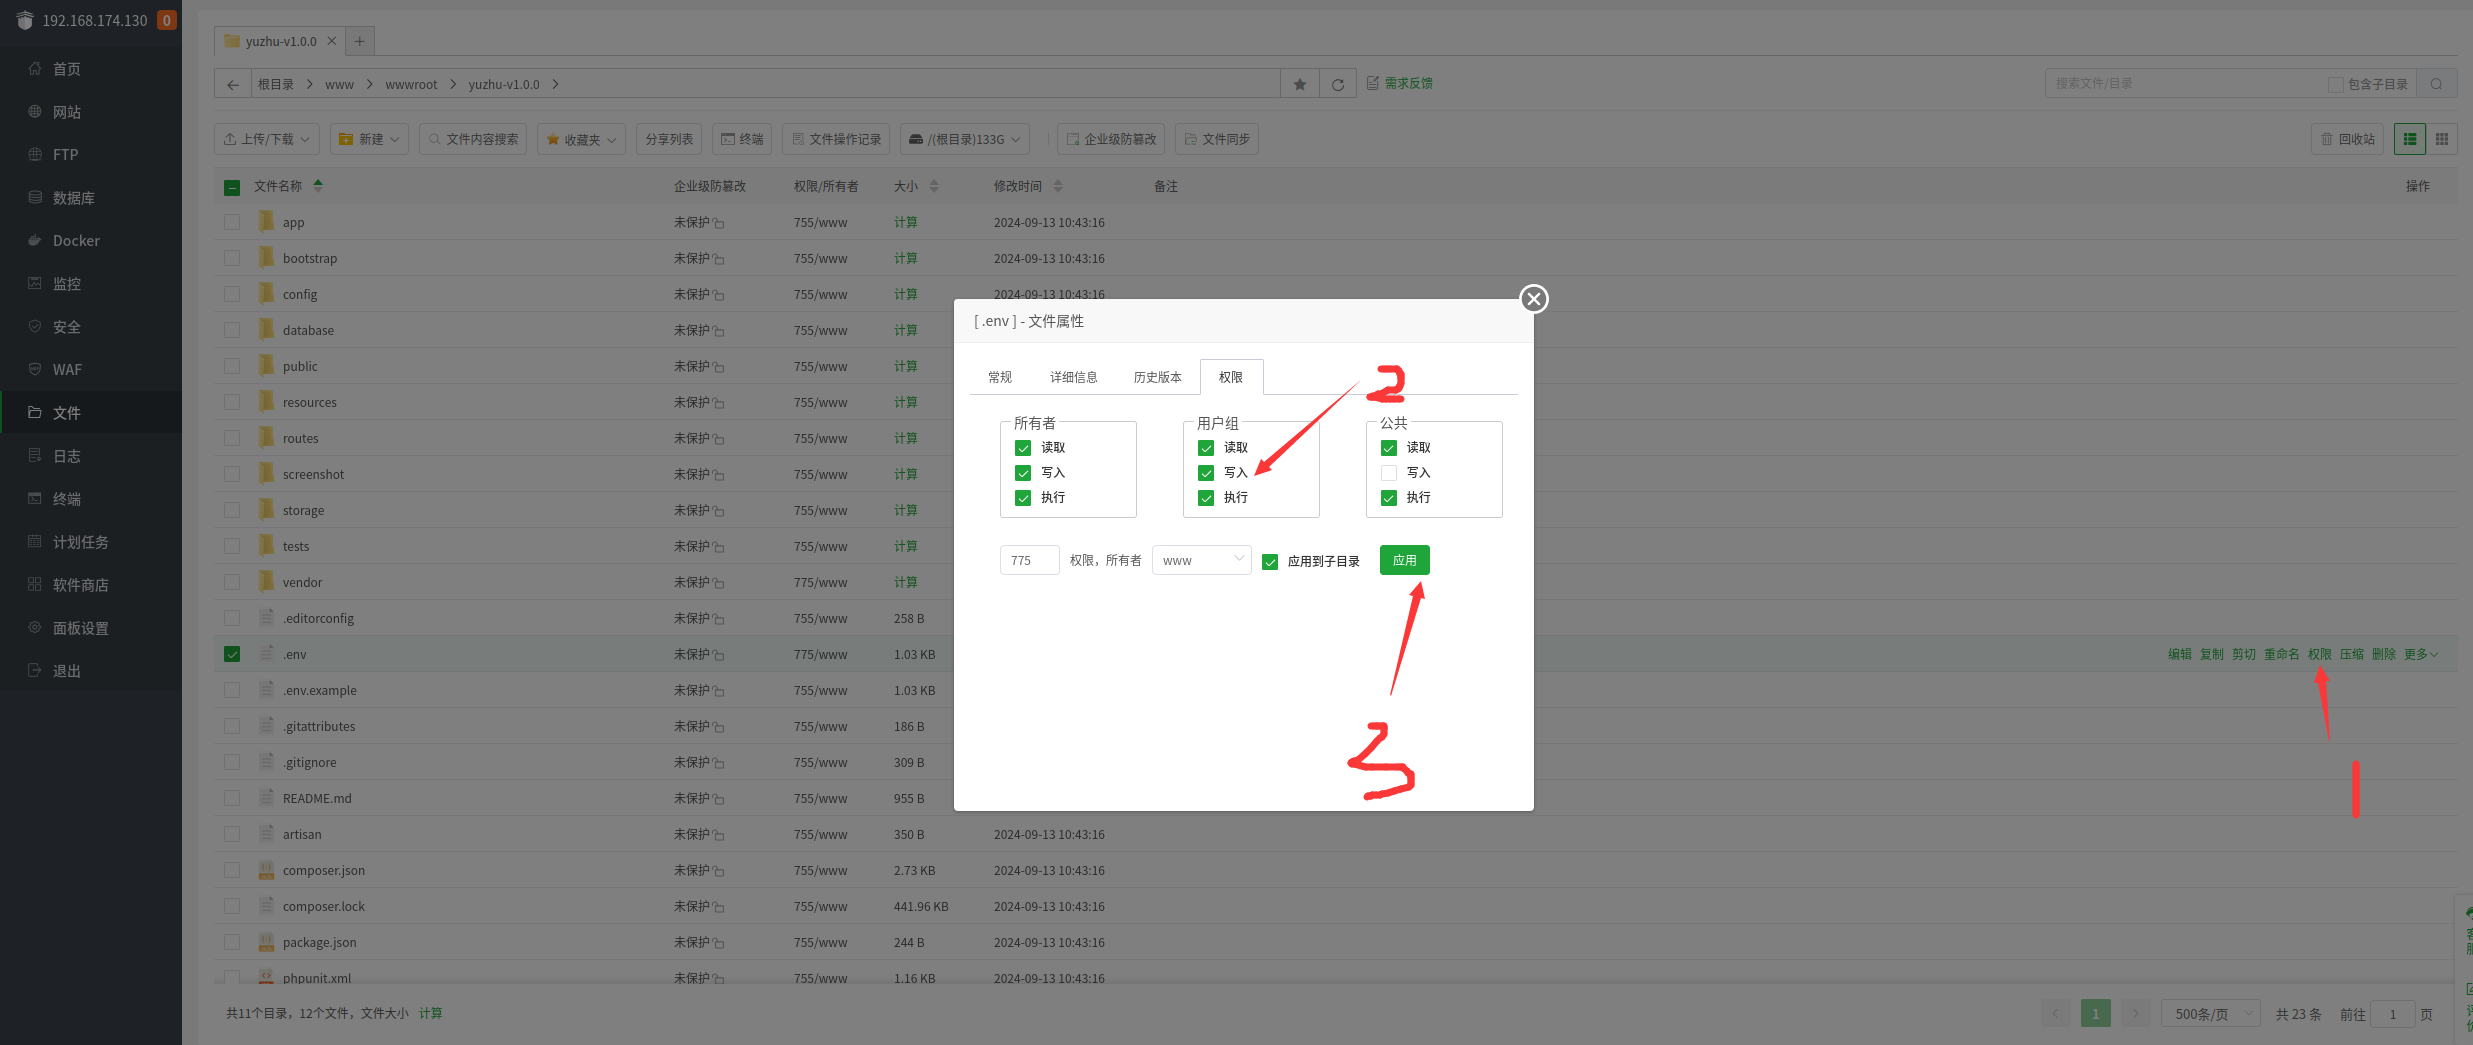 192.168.174.130 0
首页
网站
FTP
数据库
Docker
监控
安全
WAF
文件
日志
终端
计划任务
软件商店
面板设置
退出
yuzhu-v1.0.0
根目录 > www > wwwroot > yuzhu-v1.0.0 >
需求反馈
搜索文件/目录 包含子目录
上传/下载 新建 文件内容搜索 收藏夹 分享列表 终端 文件操作记录 /(根目录)133G 企业级防篡改 文件同步 回收站
文件名称 企业级防篡改 权限/所有者 大小 修改时间 备注 操作
app 未保护 755/www 计算 2024-09-13 10:43:16
bootstrap 未保护 755/www 计算 2024-09-13 10:43:16
config 未保护 755/www 计算 2024-09-13 10:43:16
database 未保护 755/www 计算
public 未保护 755/www 计算
resources 未保护 755/www 计算
routes 未保护 755/www 计算
screenshot 未保护 755/www 计算
storage 未保护 755/www 计算
tests 未保护 755/www 计算
vendor 未保护 775/www 计算
.editorconfig 未保护 755/www 258 B
.env 未保护 775/www 1.03 KB 编辑 复制 剪切 重命名 权限 压缩 删除 更多
.env.example 未保护 755/www 1.03 KB
.gitattributes 未保护 755/www 186 B
.gitignore 未保护 755/www 309 B
README.md 未保护 755/www 955 B
artisan 未保护 755/www 350 B 2024-09-13 10:43:16
composer.json 未保护 755/www 2.73 KB 2024-09-13 10:43:16
composer.lock 未保护 755/www 441.96 KB 2024-09-13 10:43:16
package.json 未保护 755/www 244 B 2024-09-13 10:43:16
phpunit.xml 未保护 755/www 1.16 KB 2024-09-13 10:43:16
共11个目录，12个文件，文件大小 计算
1 500条/页 共 23 条 前往 1 页
[ .env ] - 文件属性
常规 详细信息 历史版本 权限
所有者 用户组 公共
读取 读取 读取
写入 写入 写入
执行 执行 执行
775 权限，所有者 www 应用到子目录 应用
2
3
1